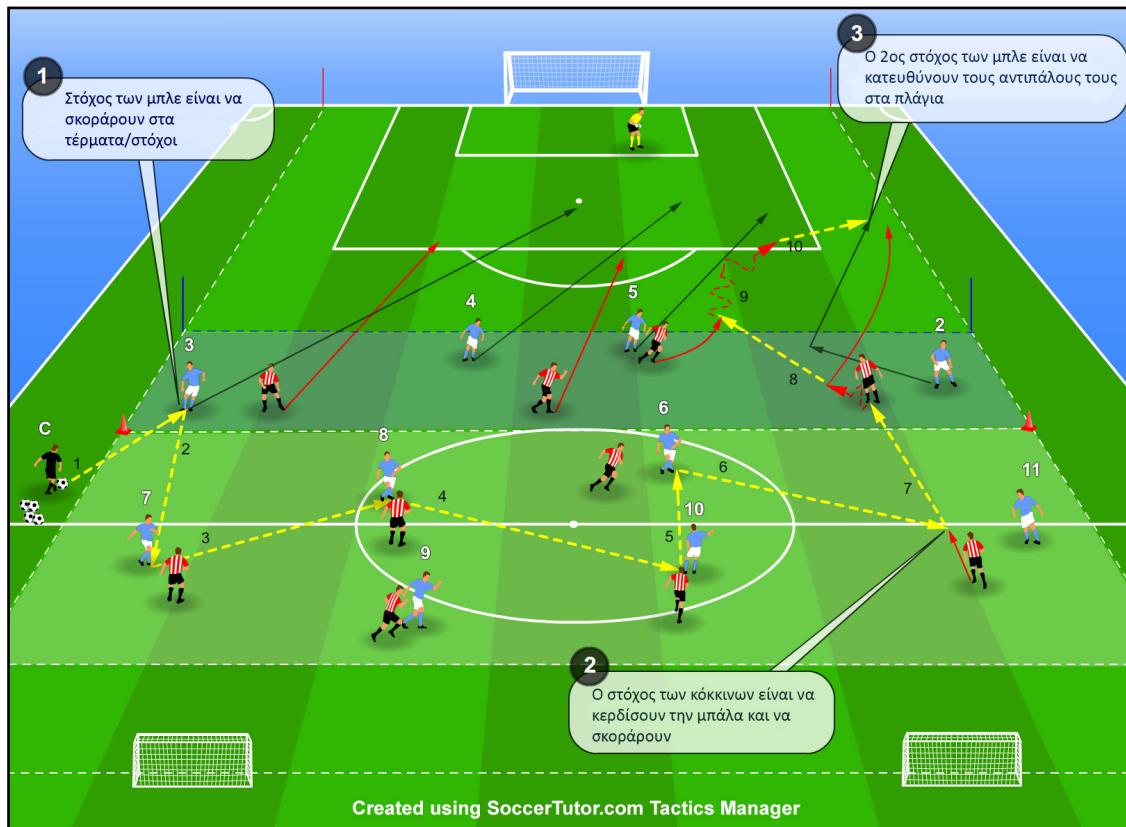 1
Στόχος των μπλε είναι να
σκοράρουν στα
τέρματα/στόχοι
3
Ο 2ος στόχος των μπλε είναι να
κατευθύνουν τους αντιπάλους τους
στα πλάγια
10
9
5
4
2
3
8
6
C
1
2
8
6
11
7
7
10
4
3
5
9
2
Ο στόχος των κόκκινων είναι να
κερδίσουν την μπάλα και να
σκοράρουν
Created using SoccerTutor.com Tactics Manager